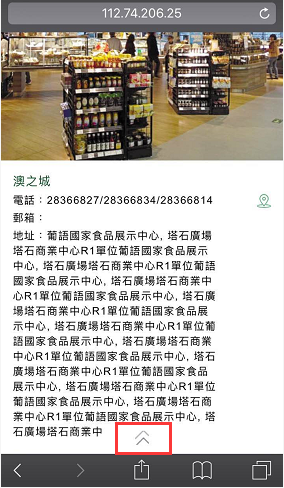 112.74.206.25
澳之城
電話：28366827/28366834/28366814
郵箱：
地址：葡語國家食品展示中心, 塔石廣場
塔石商業中心R1單位葡語國家食品展示
中心, 塔石廣場塔石商業中心R1單位葡語
國家食品展示中心, 塔石廣場塔石商業中
心R1單位葡語國家食品展示中心, 塔石廣
場塔石商業中心R1單位葡語國家食品展
示中心, 塔石廣場塔石商業中心R1單位葡
語國家食品展示中心, 塔石廣場塔石商業
中心R1單位葡語國家食品展示中心, 塔石
廣場塔石商業中心R1單位葡語國家食品
展示中心, 塔石廣場塔石商業中心R1單位
葡語國家食品展示中心, 塔石廣場塔石商
業中心R1單位葡語國家食品展示中心, 塔
石廣場塔石商業中